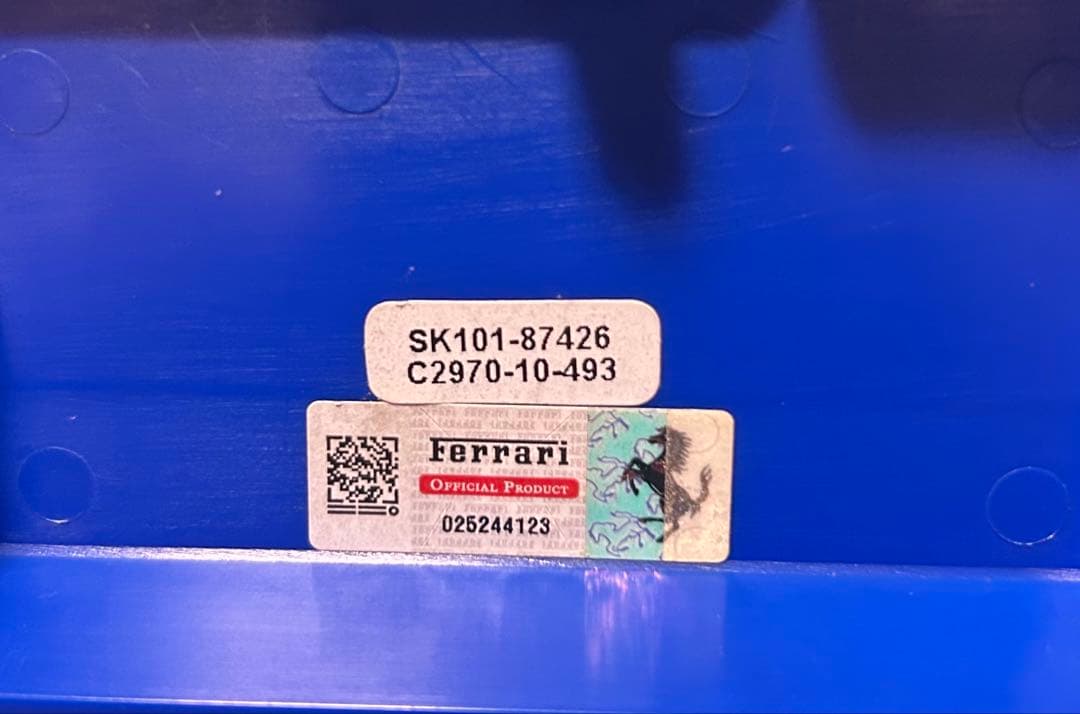 SK101-87426
C2970-10-493
Ferrari
OFFICIAL PRODUCT
025244123